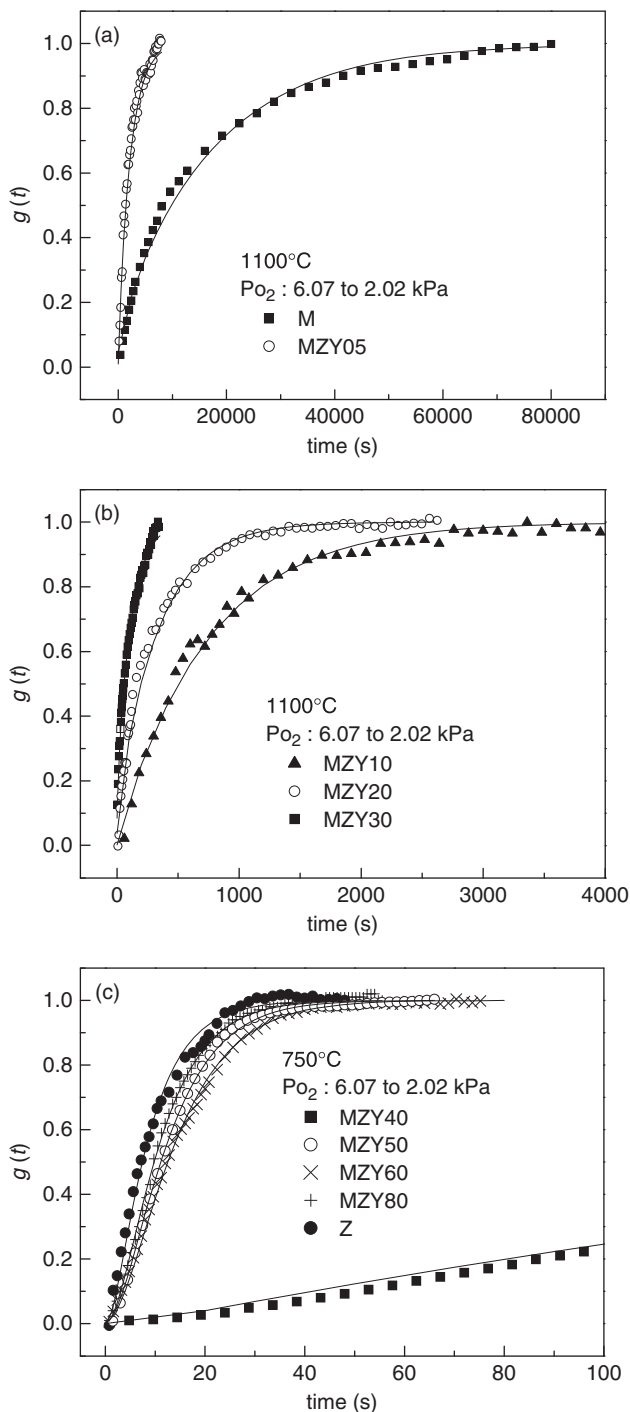 (a)
1.0
0.8
0.6
0.4
0.2
0.0
g (t)
1100°C
Po₂ : 6.07 to 2.02 kPa
M
MZY05
0 20000 40000 60000 80000
time (s)
(b)
1.0
0.8
0.6
0.4
0.2
0.0
g (t)
1100°C
Po₂ : 6.07 to 2.02 kPa
MZY10
MZY20
MZY30
0 1000 2000 3000 4000
time (s)
(c)
1.0
0.8
0.6
0.4
0.2
0.0
g (t)
750°C
Po₂ : 6.07 to 2.02 kPa
MZY40
MZY50
MZY60
MZY80
Z
0 20 40 60 80 100
time (s)